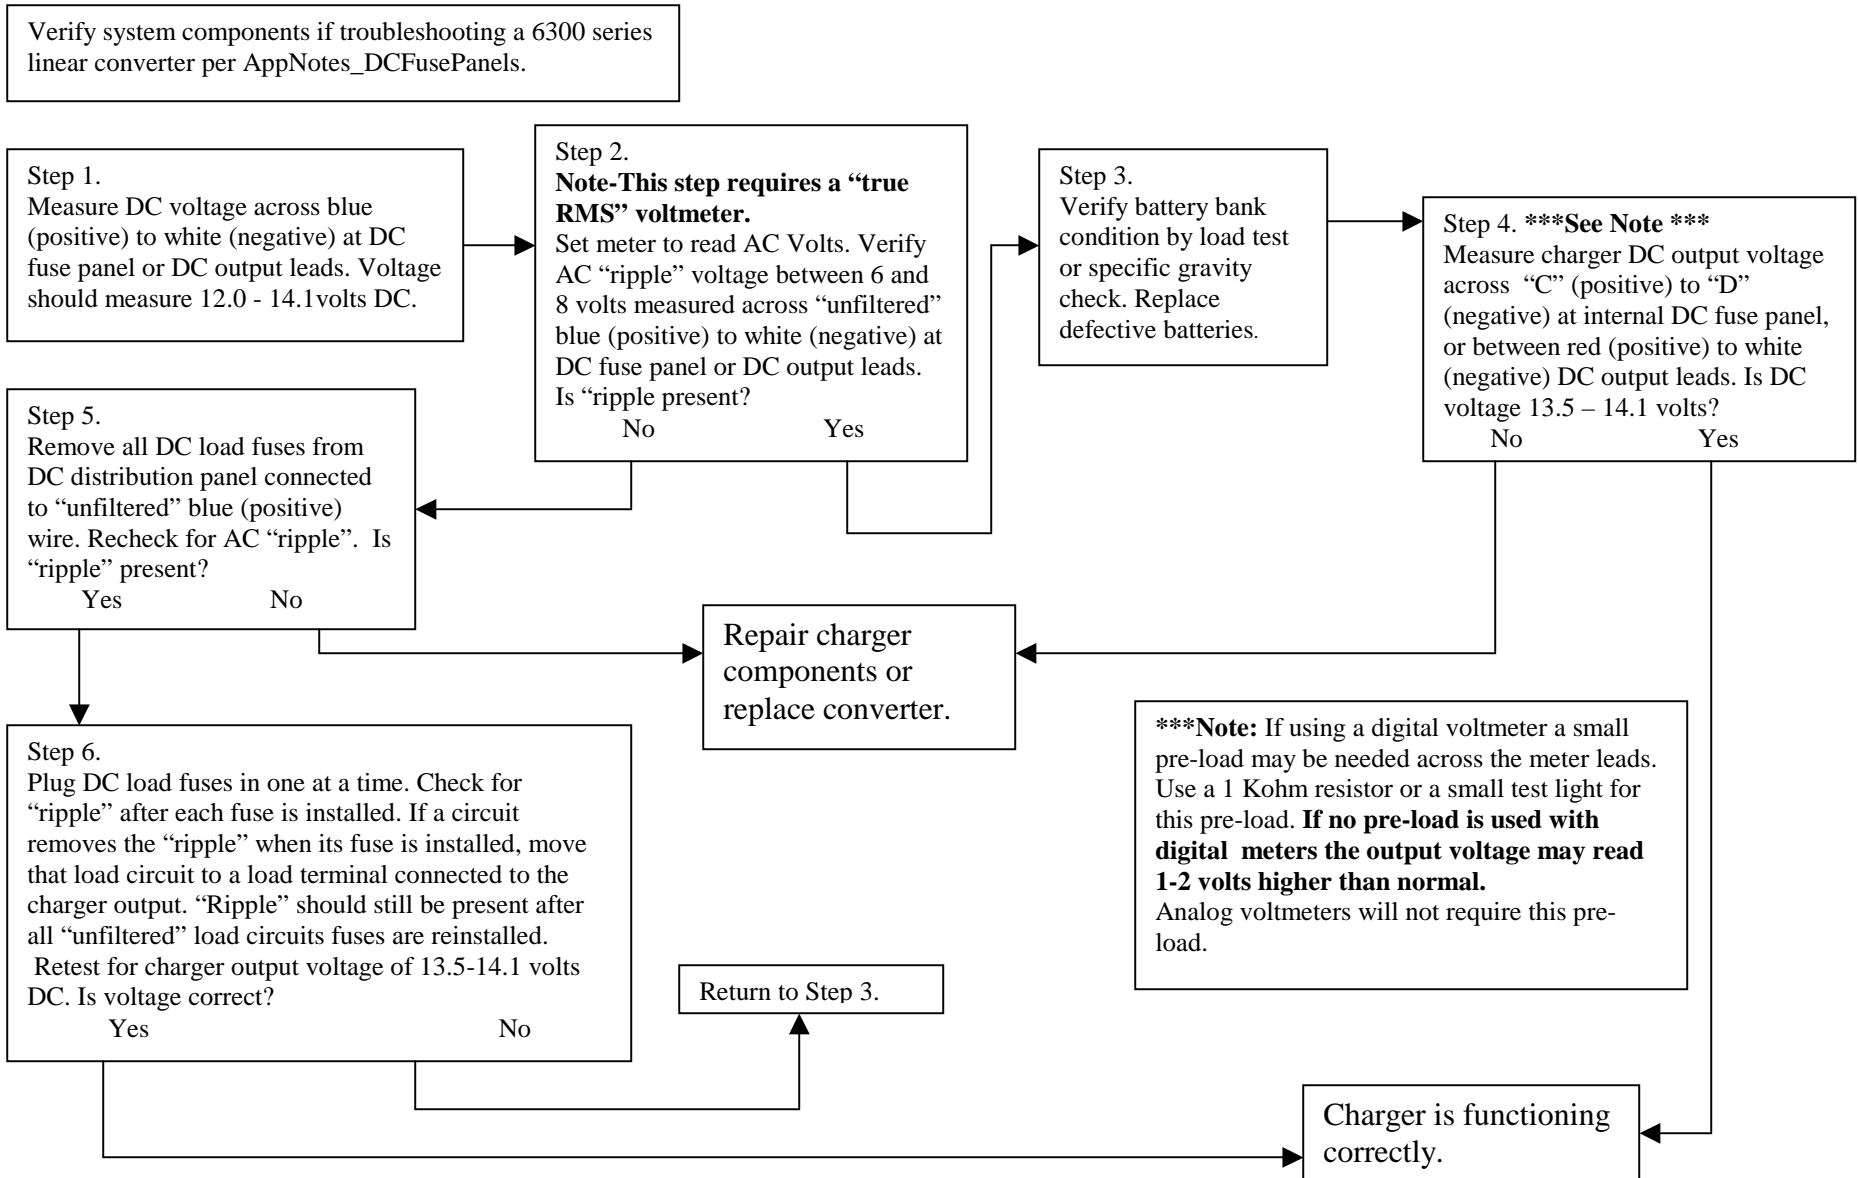 Verify system components if troubleshooting a 6300 series
linear converter per AppNotes_DCFusePanels.
Step 1.
Measure DC voltage across blue
(positive) to white (negative) at DC
fuse panel or DC output leads. Voltage
should measure 12.0 - 14.1volts DC.
Step 2.
Note-This step requires a “true
RMS” voltmeter.
Set meter to read AC Volts. Verify
AC “ripple” voltage between 6 and
8 volts measured across “unfiltered”
blue (positive) to white (negative) at
DC fuse panel or DC output leads.
Is “ripple present?
No Yes
Step 3.
Verify battery bank
condition by load test
or specific gravity
check. Replace
defective batteries.
Step 4. ***See Note ***
Measure charger DC output voltage
across “C” (positive) to “D”
(negative) at internal DC fuse panel,
or between red (positive) to white
(negative) DC output leads. Is DC
voltage 13.5 – 14.1 volts?
No Yes
Step 5.
Remove all DC load fuses from
DC distribution panel connected
to “unfiltered” blue (positive)
wire. Recheck for AC “ripple”. Is
“ripple” present?
Yes No
Repair charger
components or
replace converter.
***Note: If using a digital voltmeter a small
pre-load may be needed across the meter leads.
Use a 1 Kohm resistor or a small test light for
this pre-load. If no pre-load is used with
digital meters the output voltage may read
1-2 volts higher than normal.
Analog voltmeters will not require this pre-
load.
Step 6.
Plug DC load fuses in one at a time. Check for
“ripple” after each fuse is installed. If a circuit
removes the “ripple” when its fuse is installed, move
that load circuit to a load terminal connected to the
charger output. “Ripple” should still be present after
all “unfiltered” load circuits fuses are reinstalled.
Retest for charger output voltage of 13.5-14.1 volts
DC. Is voltage correct?
Yes No
Return to Step 3.
Charger is functioning
correctly.